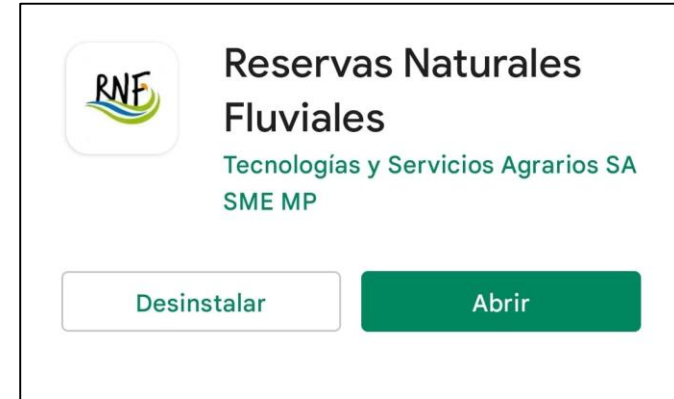 RNF
Reservas Naturales
Fluviales
Tecnologías y Servicios Agrarios SA
SME MP
Desinstalar
Abrir